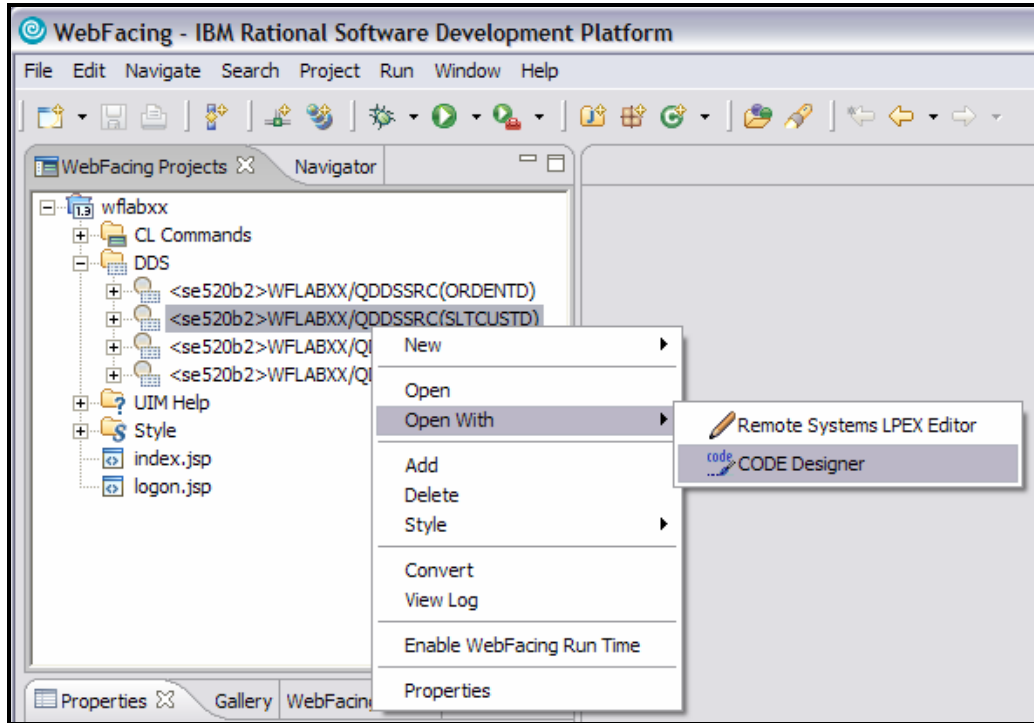 WebFacing - IBM Rational Software Development Platform
File Edit Navigate Search Project Run Window Help
WebFacing Projects Navigator
1.3 wflabxx
CL Commands
DDS
<se520b2>WFLABXX/QDDSSRC(ORDENTD)
<se520b2>WFLABXX/QDDSSRC(SLTCUSTD)
<se520b2>WFLABXX/QI
<se520b2>WFLABXX/QI
UIM Help
Style
index.jsp
logon.jsp
New
Open
Open With
Add
Delete
Style
Convert
View Log
Enable WebFacing Run Time
Properties
Remote Systems LPEX Editor
code CODE Designer
Properties Gallery WebFacin